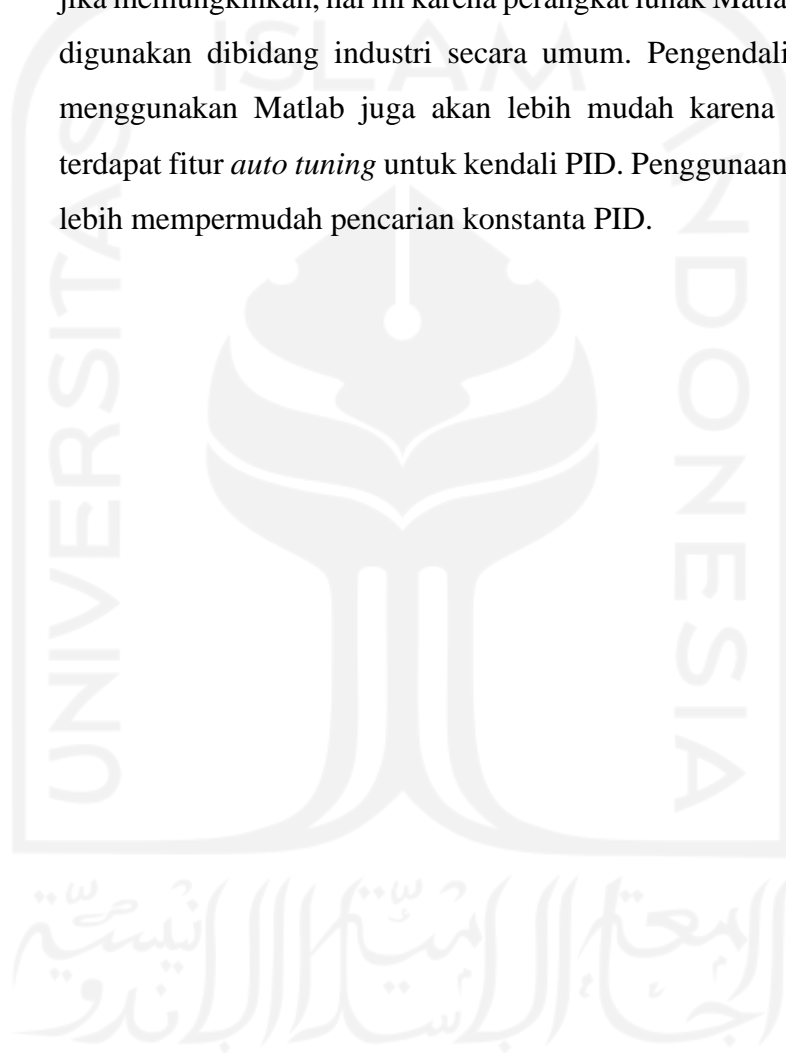 jika memungkinkan, hal ini karena perangkat lunak Matla
digunakan dibidang industri secara umum. Pengendali
menggunakan Matlab juga akan lebih mudah karena
terdapat fitur auto tuning untuk kendali PID. Penggunaan
lebih mempermudah pencarian konstanta PID.
ISLAM
UNIVERSITAS
INDONESIA